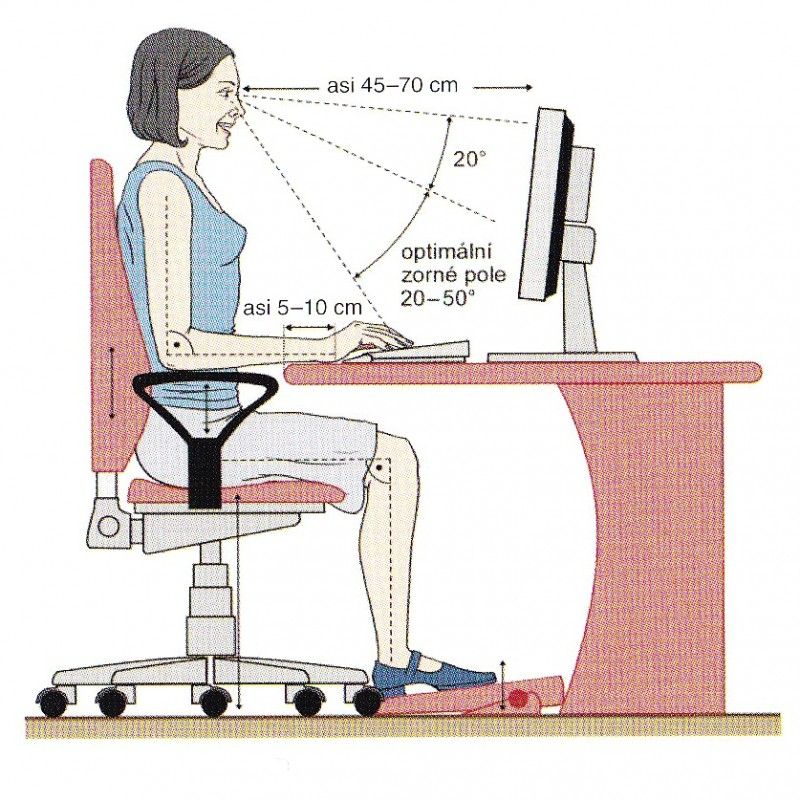 asi 45–70 cm
20°
optimální
zorné pole
20–50°
asi 5–10 cm